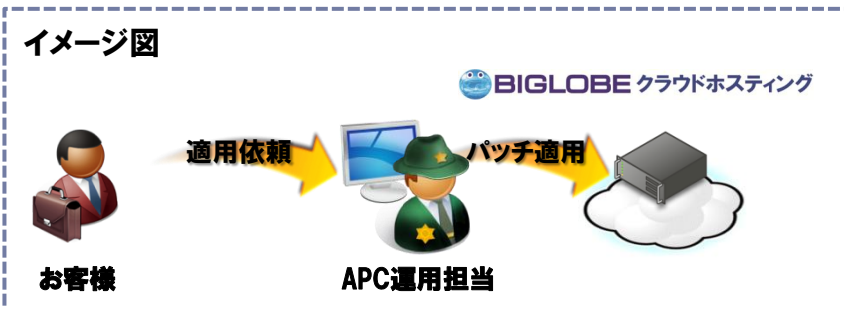 イメージ図
BIGLOBE クラウドホスティング
適用依頼
パッチ適用
お客様
APC運用担当